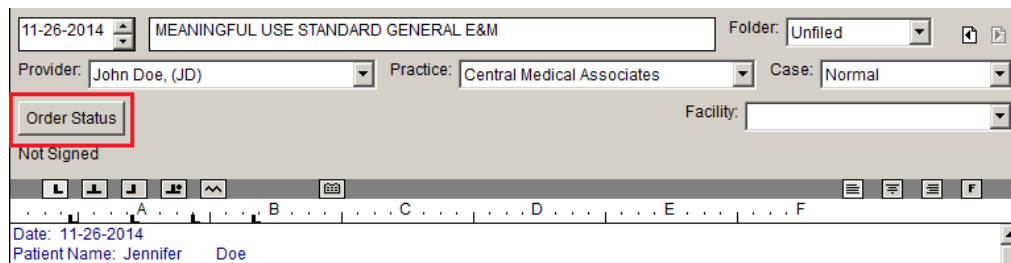 11-26-2014 MEANINGFUL USE STANDARD GENERAL E&M Folder: Unfiled
Provider: John Doe, (JD) Practice: Central Medical Associates Case: Normal
Order Status Facility:
Not Signed
L F
A B C D E F
Date: 11-26-2014
Patient Name: Jennifer Doe